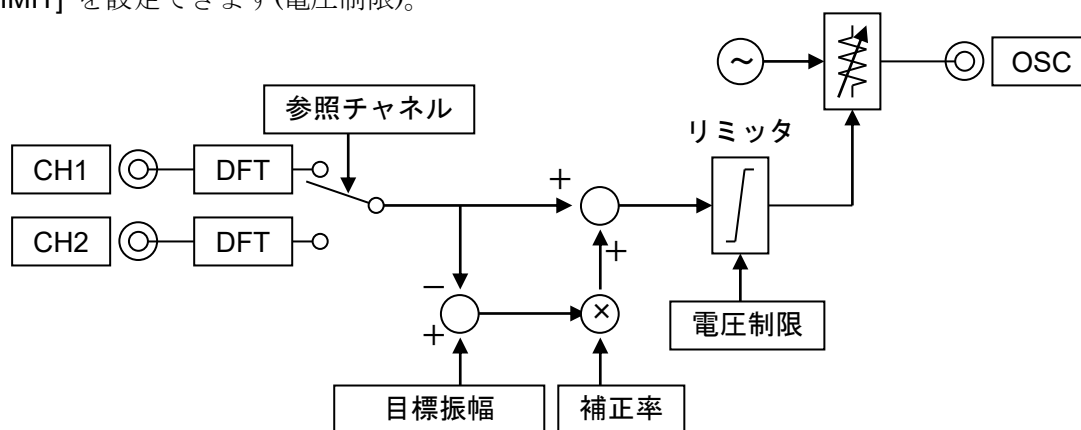 IMIT] を設定できます(電圧制限)。
~
OSC
参照チャネル
リミッタ
CH1
DFT
+
CH2
DFT
+
−
×
+
電圧制限
目標振幅
補正率